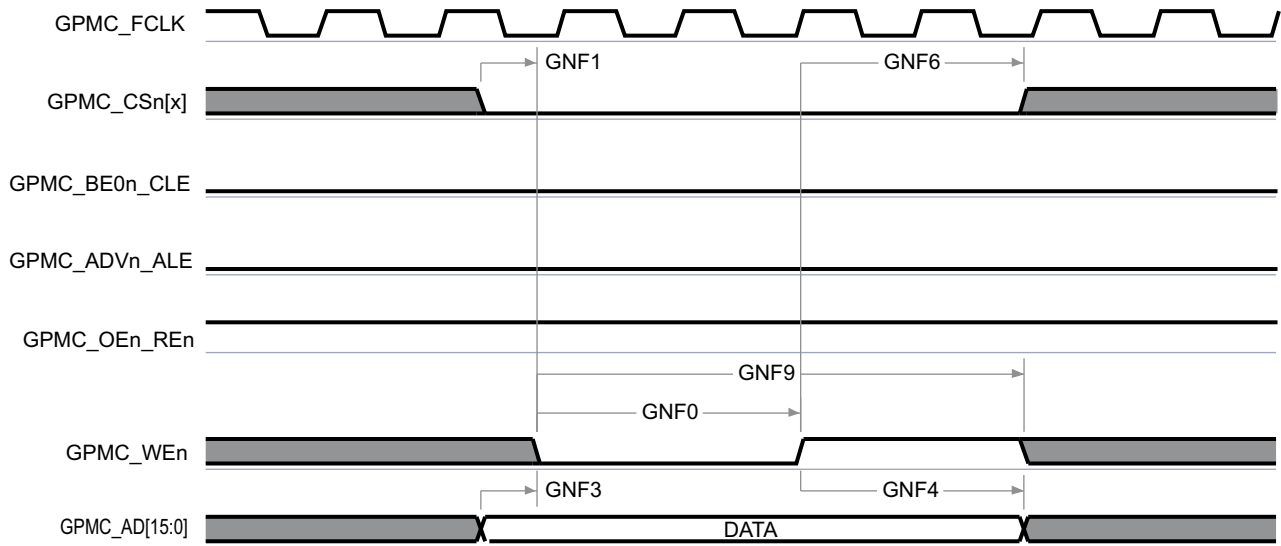 GPMC_FCLK
GNF1
GNF6
GPMC_CSn[x]
GPMC_BE0n_CLE
GPMC_ADVn_ALE
GPMC_OEn_REn
GNF9
GNF0
GPMC_WEn
GNF3
GNF4
GPMC_AD[15:0]
DATA